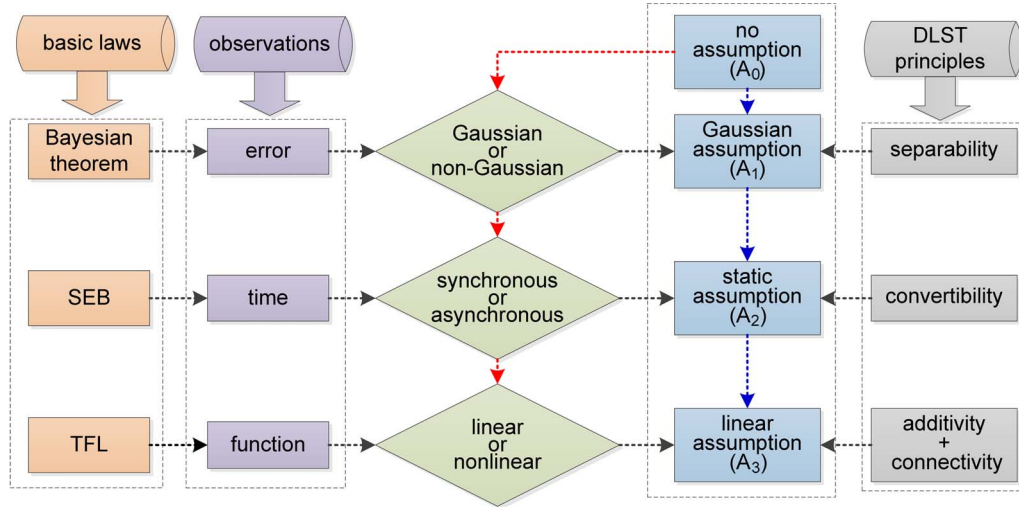 basic laws
observations
no
assumption
(A0)
DLST
principles
Bayesian
theorem
error
Gaussian
or
non-Gaussian
Gaussian
assumption
(A1)
separability
SEB
time
synchronous
or
asynchronous
static
assumption
(A2)
convertibility
TFL
function
linear
or
nonlinear
linear
assumption
(A3)
additivity
+
connectivity